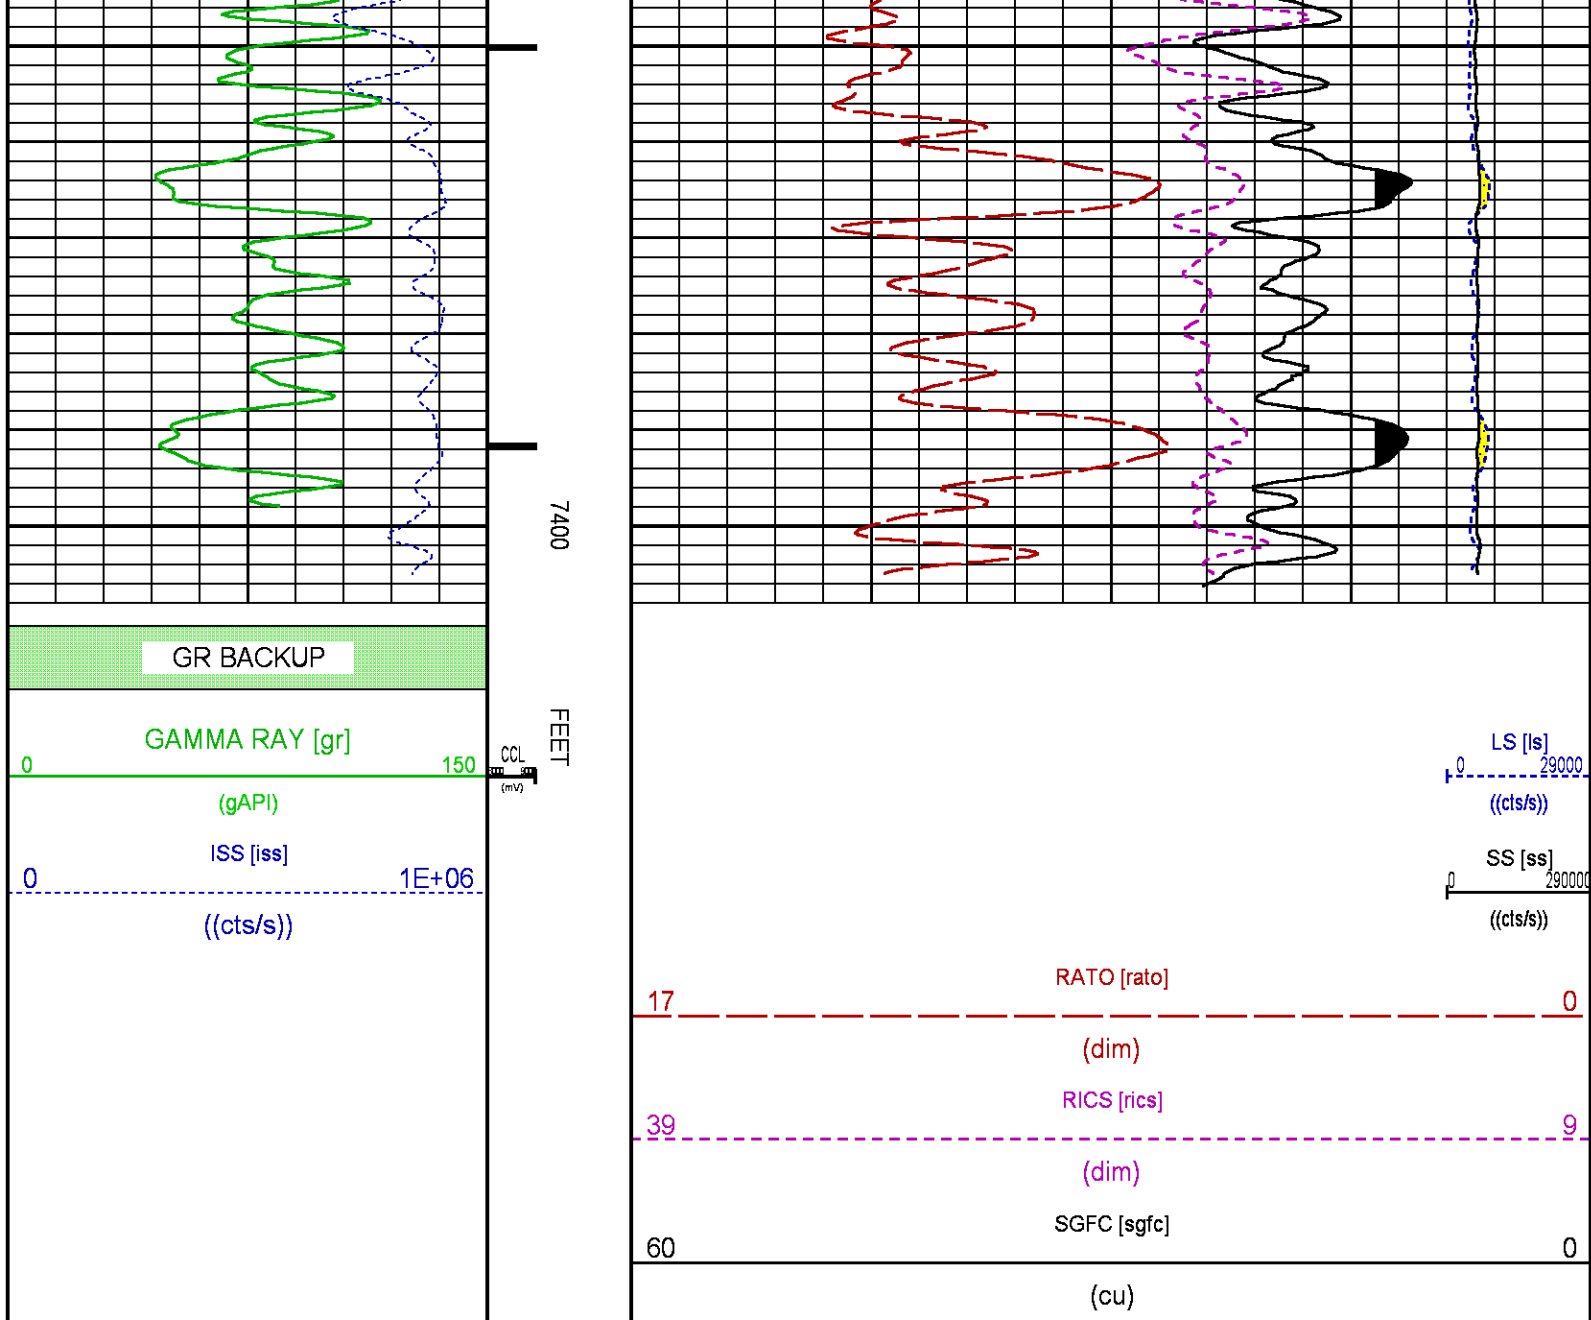 7400
GR BACKUP
FEET
GAMMA RAY [gr]
0 150
(gAPI)
ISS [iss]
0 1E+06
((cts/s))
CCL
(mV)
LS [ls]
0 29000
((cts/s))
SS [ss]
0 290000
((cts/s))
RATO [rato]
17 0
(dim)
RICS [rics]
39 9
(dim)
SGFC [sgfc]
60 0
(cu)